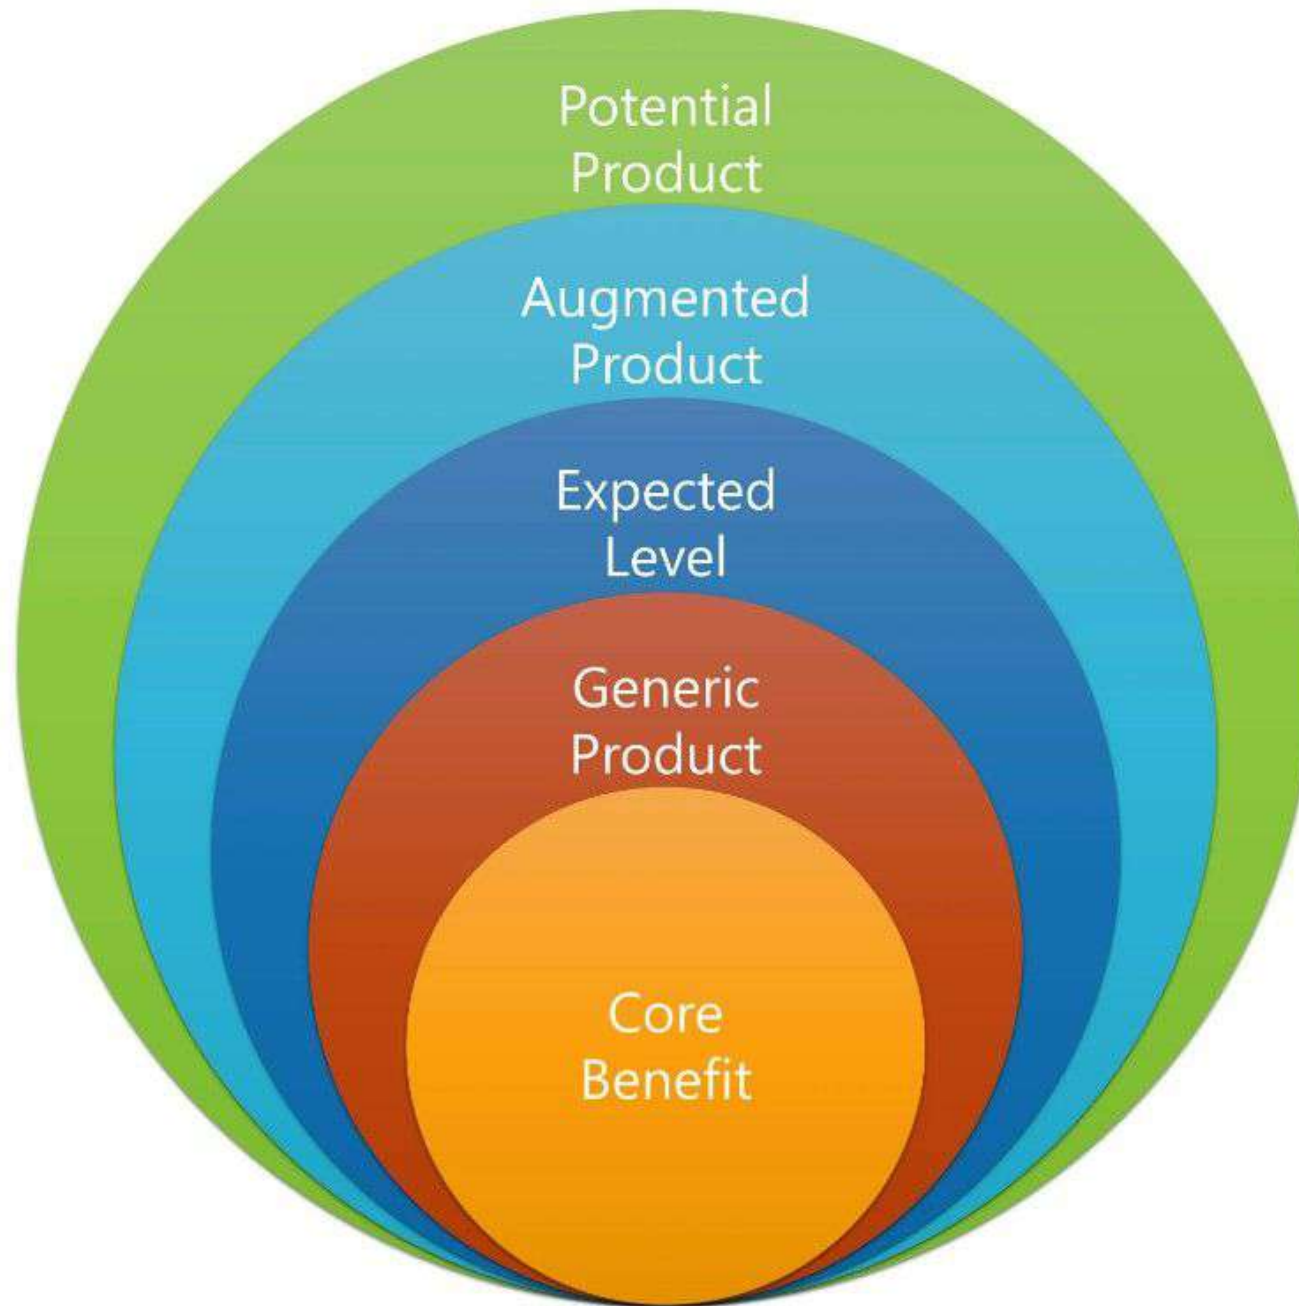 Potential
Product
Augmented
Product
Expected
Level
Generic
Product
Core
Benefit